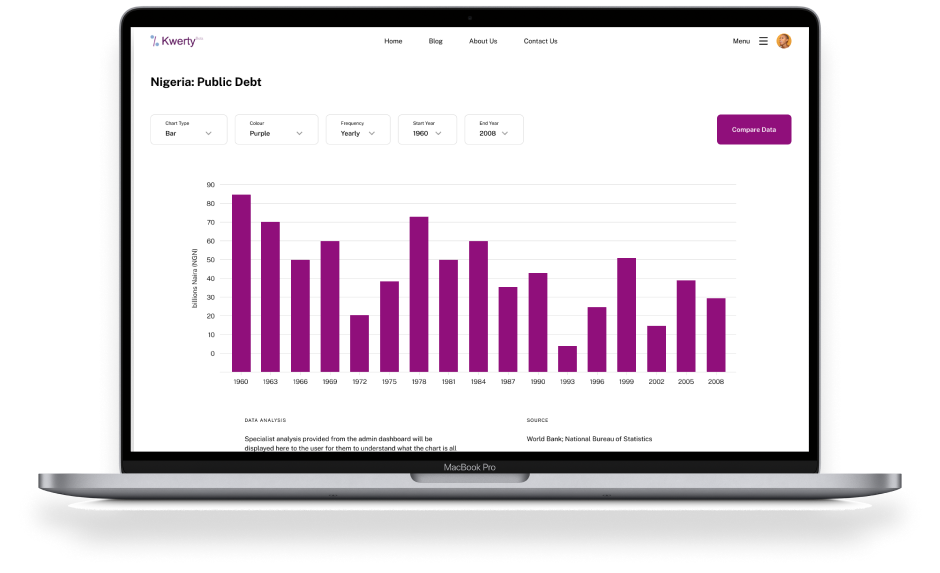 Kwerty
Home Blog About Us Contact Us Menu
Nigeria: Public Debt
Chart Type Colour Frequency Start Year End Year
Bar Purple Yearly 1960 2008
Compare Data
90
80
70
60
50
40
30
20
10
0
billions Naira (NGN)
1960 1963 1966 1969 1972 1975 1978 1981 1984 1987 1990 1993 1996 1999 2002 2005 2008
DATA ANALYSIS SOURCE
Specialist analysis provided from the admin dashboard will be World Bank; National Bureau of Statistics
displayed here to the user for them to understand what the chart is all
MacBook Pro